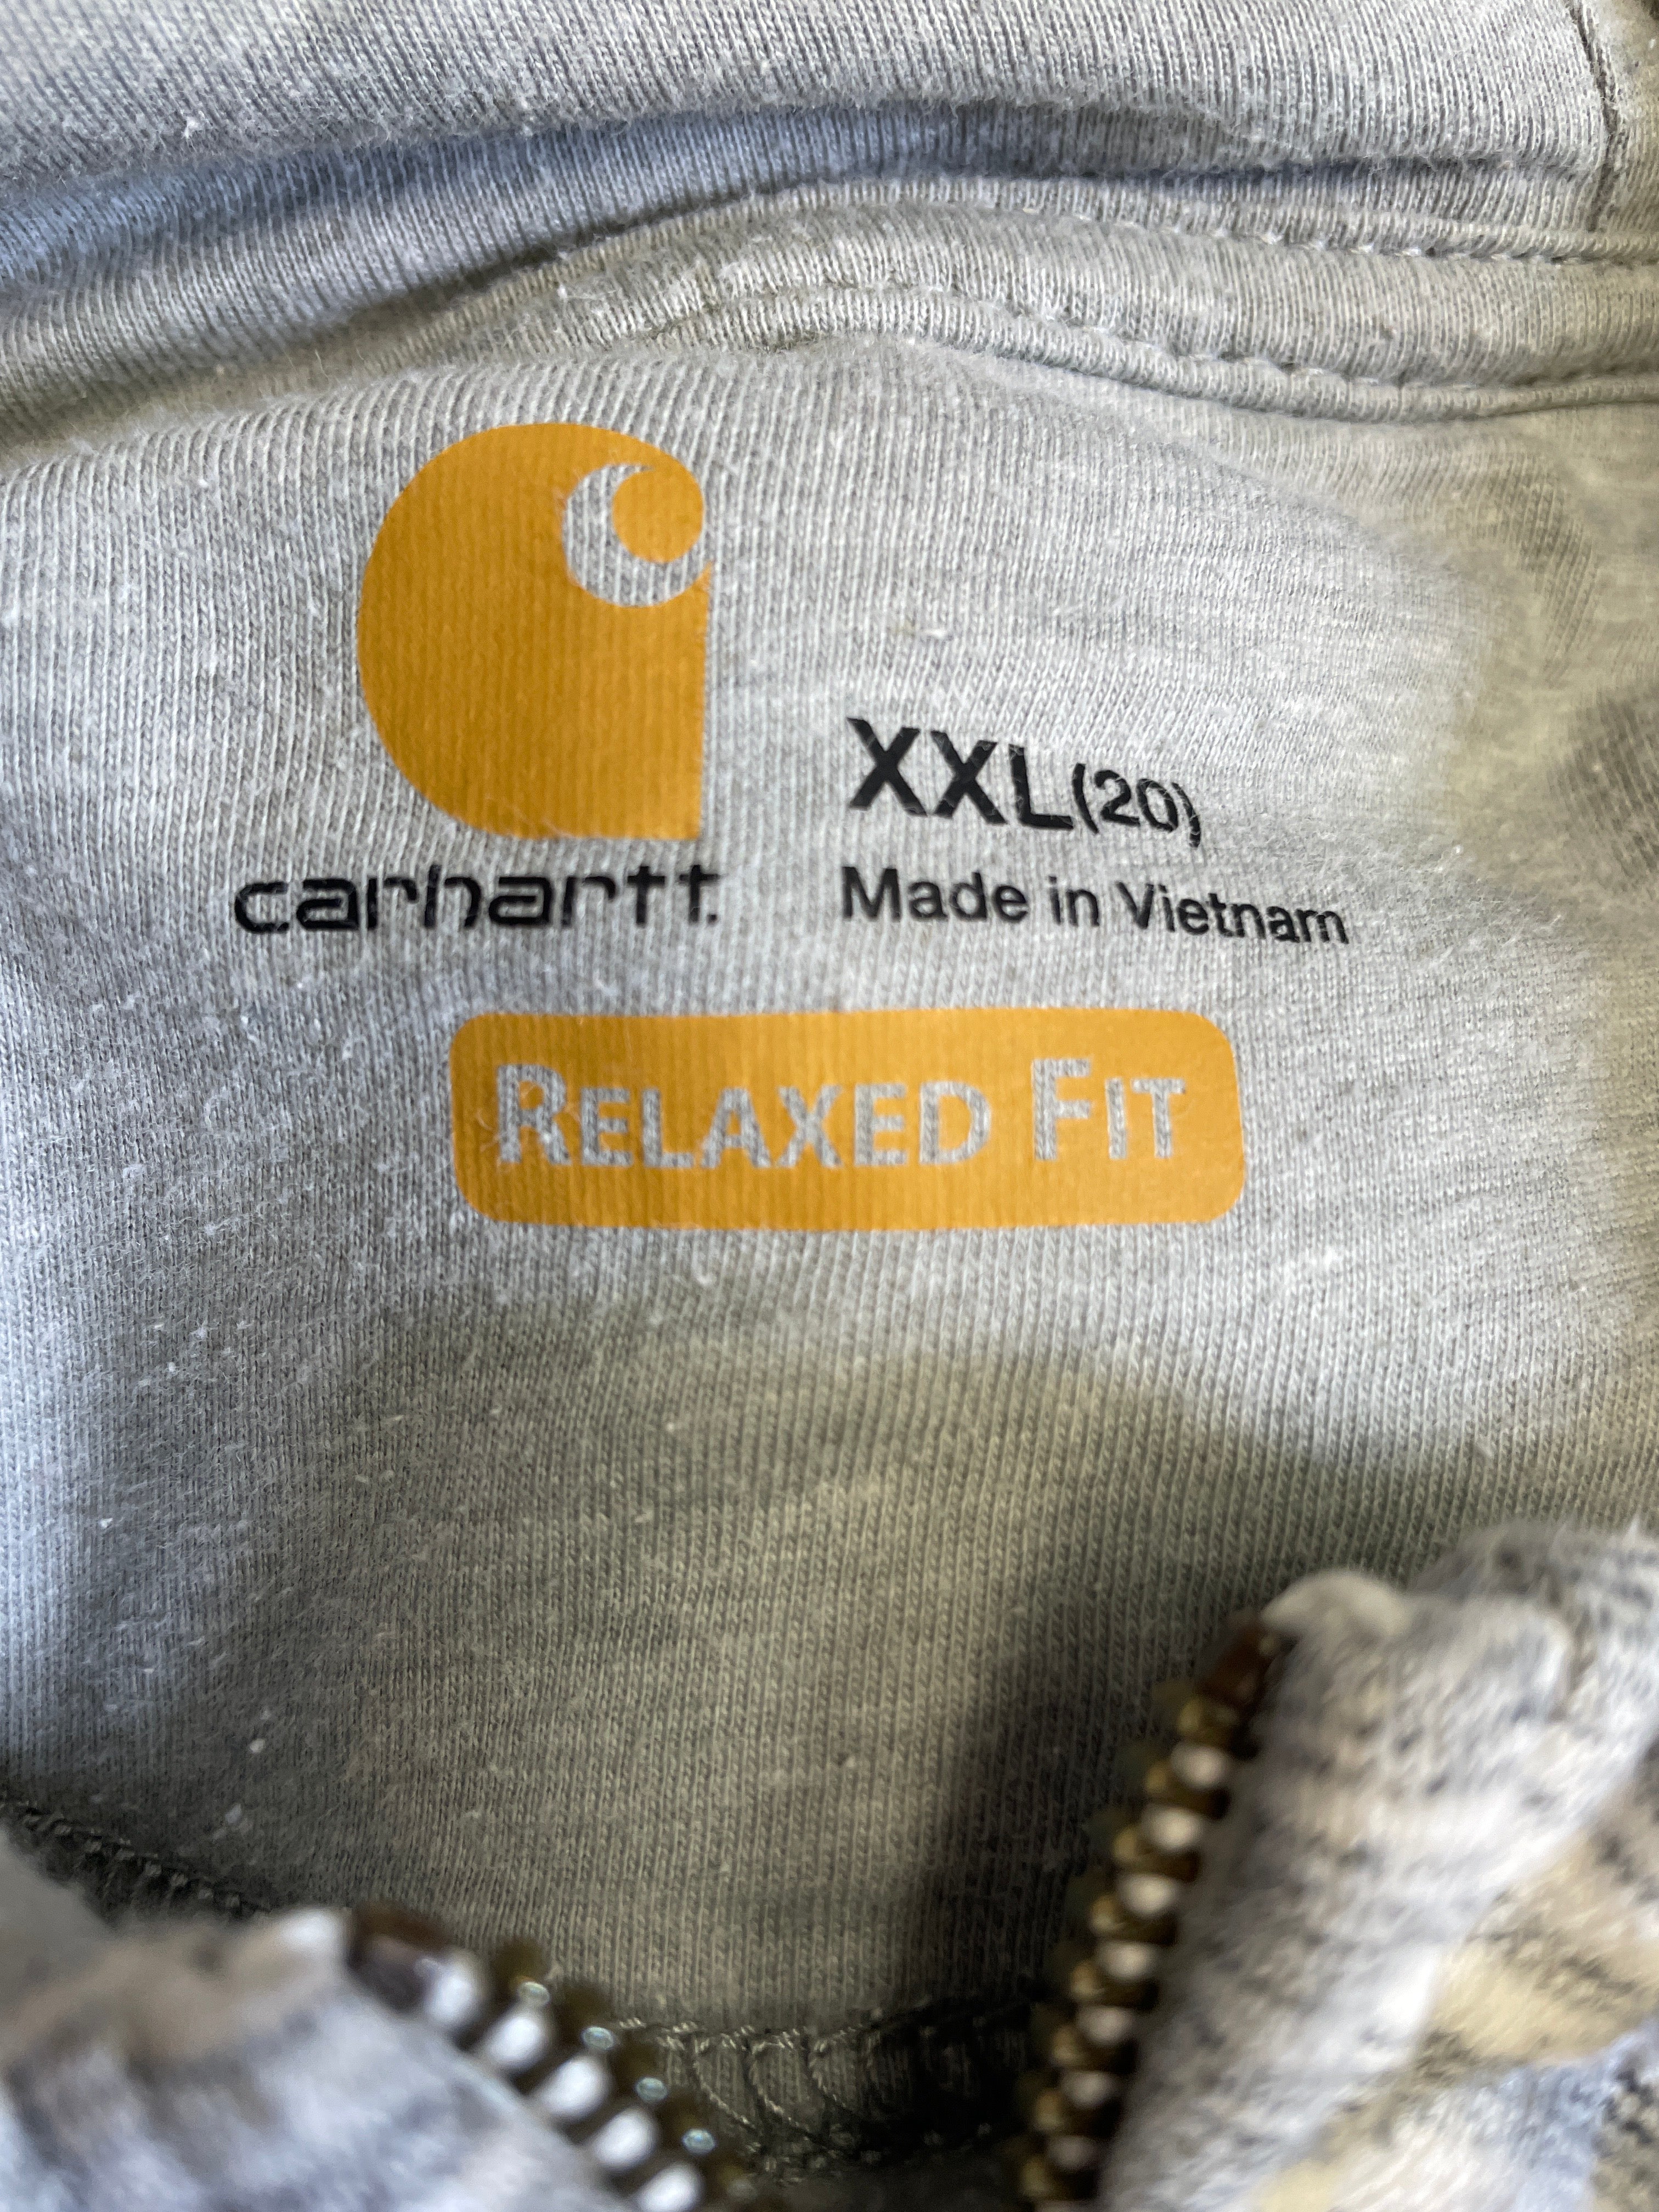 XXL(20)
carhartt.
Made in Vietnam
RELAXED FIT